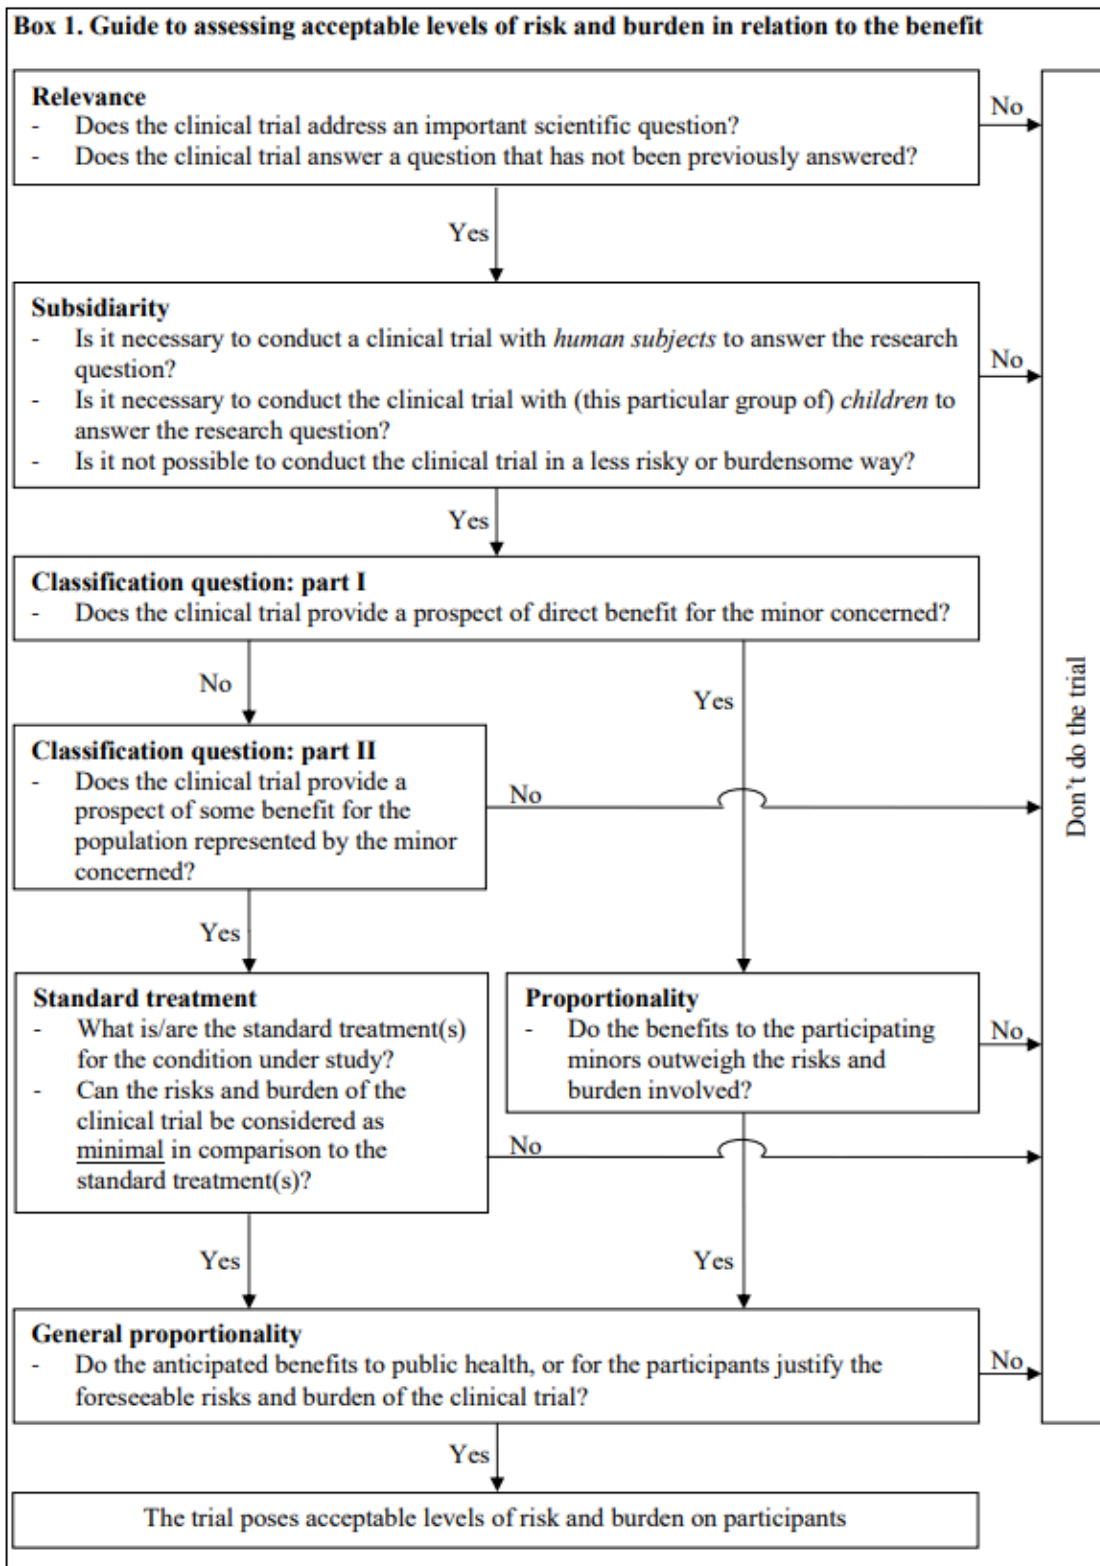 Box 1. Guide to assessing acceptable levels of risk and burden in relation to the benefit
Relevance
- Does the clinical trial address an important scientific question?
- Does the clinical trial answer a question that has not been previously answered?
No
Yes
Subsidiarity
- Is it necessary to conduct a clinical trial with human subjects to answer the research
question?
- Is it necessary to conduct the clinical trial with (this particular group of) children to
answer the research question?
- Is it not possible to conduct the clinical trial in a less risky or burdensome way?
No
Yes
Classification question: part I
- Does the clinical trial provide a prospect of direct benefit for the minor concerned?
No
Yes
Don't do the trial
Classification question: part II
- Does the clinical trial provide a
prospect of some benefit for the
population represented by the minor
concerned?
No
Yes
Standard treatment
- What is/are the standard treatment(s)
for the condition under study?
- Can the risks and burden of the
clinical trial be considered as
minimal in comparison to the
standard treatment(s)?
No
Proportionality
- Do the benefits to the participating
minors outweigh the risks and
burden involved?
No
Yes
Yes
General proportionality
- Do the anticipated benefits to public health, or for the participants justify the
foreseeable risks and burden of the clinical trial?
No
Yes
The trial poses acceptable levels of risk and burden on participants